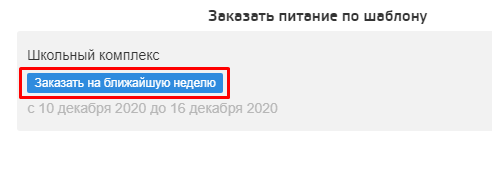 Заказать питание по шаблону
Школьный комплекс
Заказать на ближайшую неделю
с 10 декабря 2020 до 16 декабря 2020